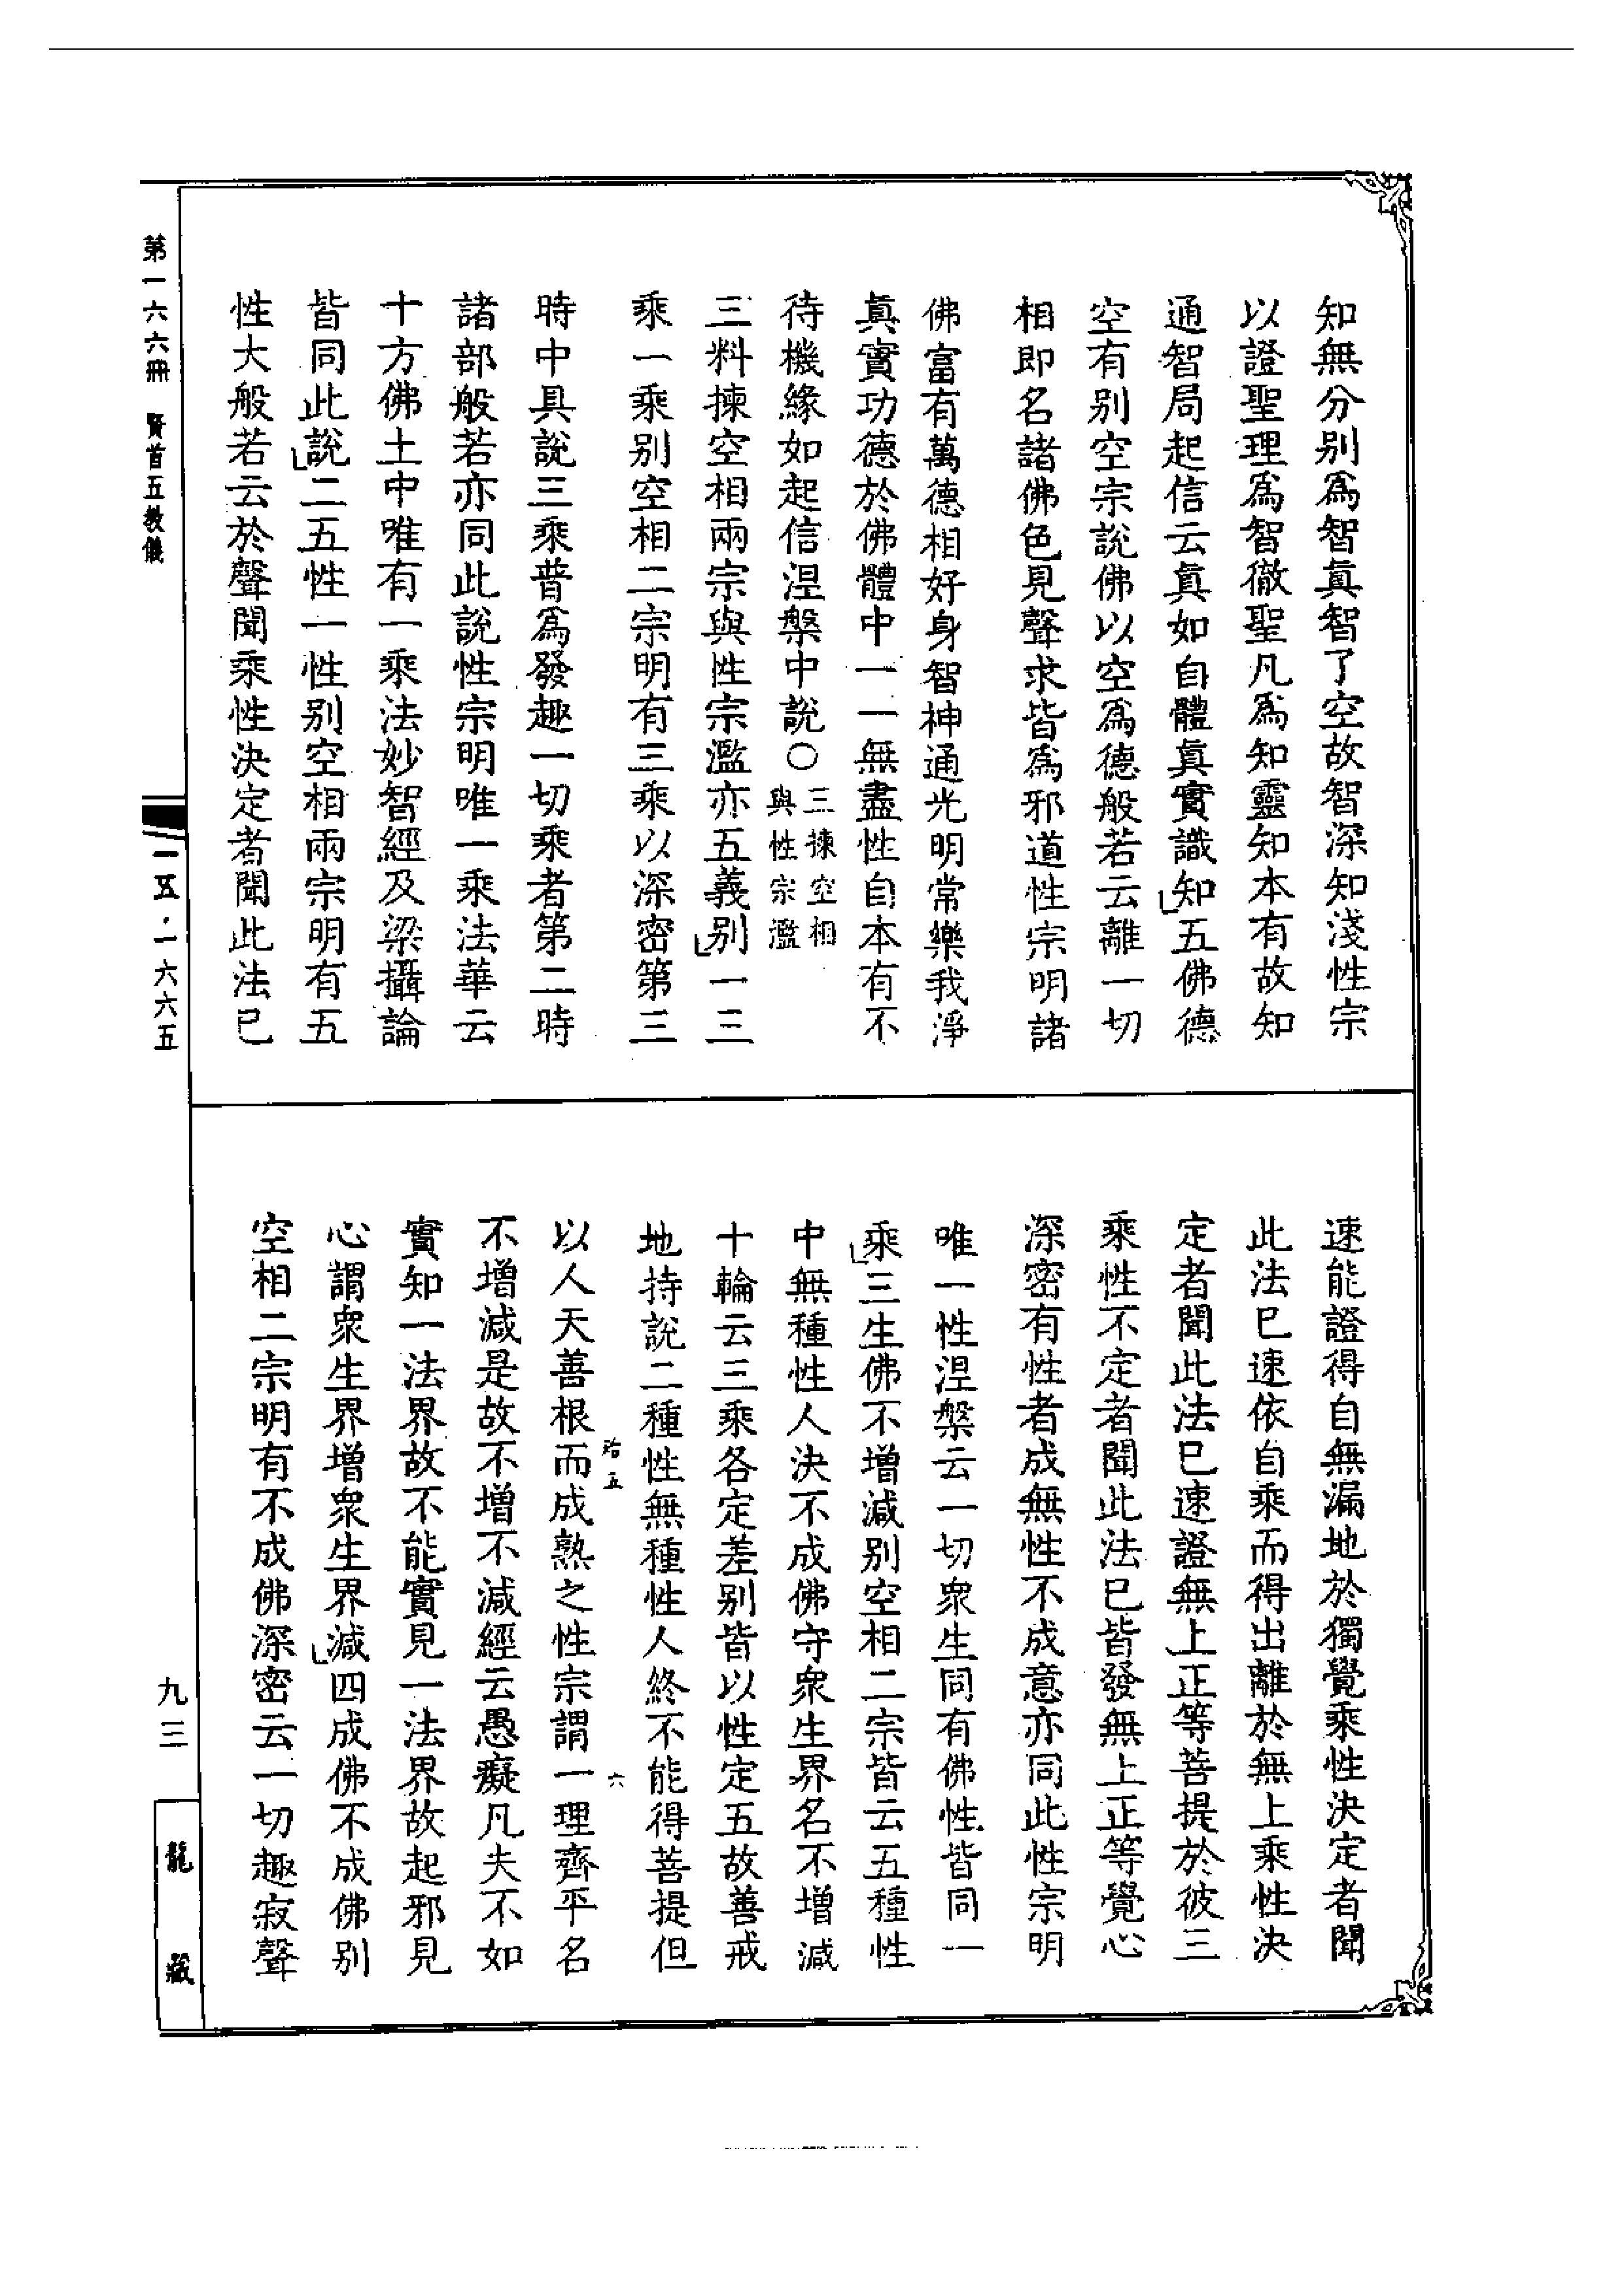 知無分别爲智眞智了空故智深知淺性宗
以證聖理爲智徹聖凡爲知靈知本有故知
通智局起信云眞如自體眞實識知五佛德
空有别空宗說佛以空爲德般若云離一切
相即名諸佛色見聲求皆爲邪道性宗明諸
佛富有萬德相好身智神通光明常樂我淨
眞實功德於佛體中一一無盡性自本有不
待機緣如起信涅槃中說○三揀空相與性宗濫
三料揀空相兩宗與性宗濫亦五義别一三
乘一乘别空相二宗明有三乘以深密第三
時中具說三乘普爲發趣一切乘者第二時
諸部般若亦同此說性宗明唯一乘法華云
十方佛土中唯有一乘法妙智經及梁攝論
皆同此說二五性一性别空相兩宗明有五
性大般若云於聲聞乘性決定者聞此法已
速能證得自無漏地於獨覺乘性決定者聞
此法已速依自乘而得出離於無上乘性決
定者聞此法已速證無上正等菩提於彼三
乘性不定者聞此法已皆發無上正等覺心
深密有性者成無性不成意亦同此性宗明
唯一性涅槃云一切衆生同有佛性皆同一
乘三生佛不增減别空相二宗皆云五種性
中無種性人決不成佛守衆生界名不增減
十輪云三乘各定差别皆以性定五故善戒
地持說二種性無種性人終不能得菩提但
以人天善根而成熟之性宗謂一理齊平名
不增減是故不增不減經云愚癡凡夫不如
實知一法界故不能實見一法界故起邪見
心謂衆生界增衆生界減四成佛不成佛别
空相二宗明有不成佛深密云一切趣寂聲
第一六六冊 賢首五教儀
一五·一六六五
九三
龍藏
五
六